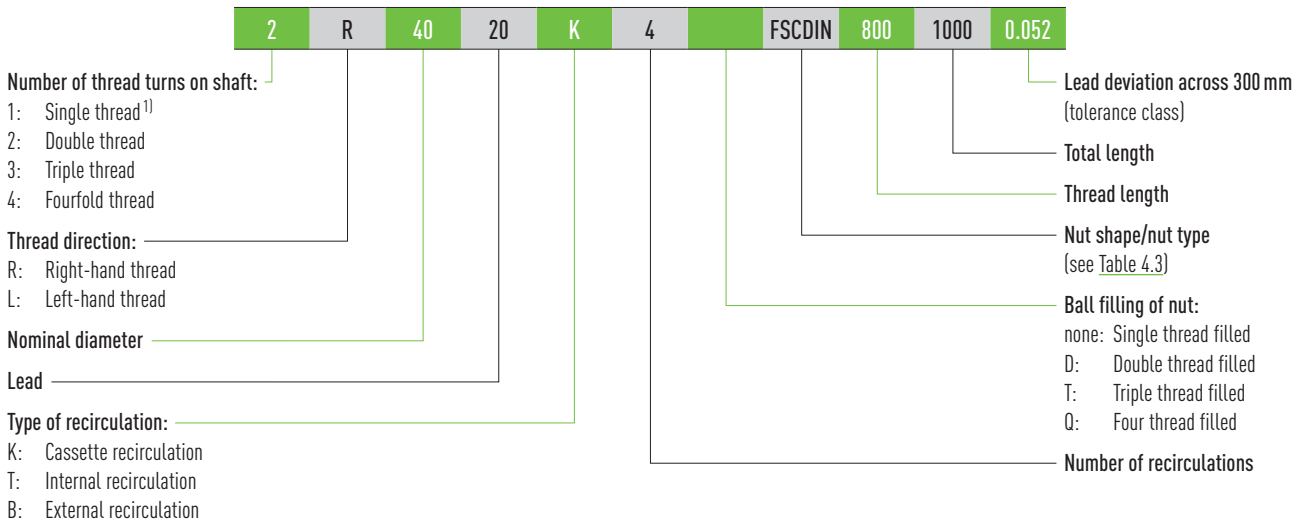 2 R 40 20 K 4 FSCDIN 800 1000 0.052
Number of thread turns on shaft:
1: Single thread 1)
2: Double thread
3: Triple thread
4: Fourfold thread
Thread direction:
R: Right-hand thread
L: Left-hand thread
Nominal diameter
Lead
Type of recirculation:
K: Cassette recirculation
T: Internal recirculation
B: External recirculation
Lead deviation across 300 mm
(tolerance class)
Total length
Thread length
Nut shape/nut type
(see Table 4.3)
Ball filling of nut:
none: Single thread filled
D: Double thread filled
T: Triple thread filled
Q: Four thread filled
Number of recirculations